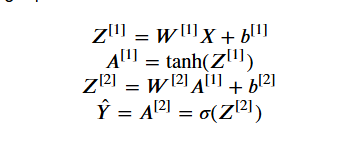 Z^[1] = W^[1] X + b^[1]
A^[1] = tanh(Z^[1])
Z^[2] = W^[2] A^[1] + b^[2]
Ŷ = A^[2] = σ(Z^[2])